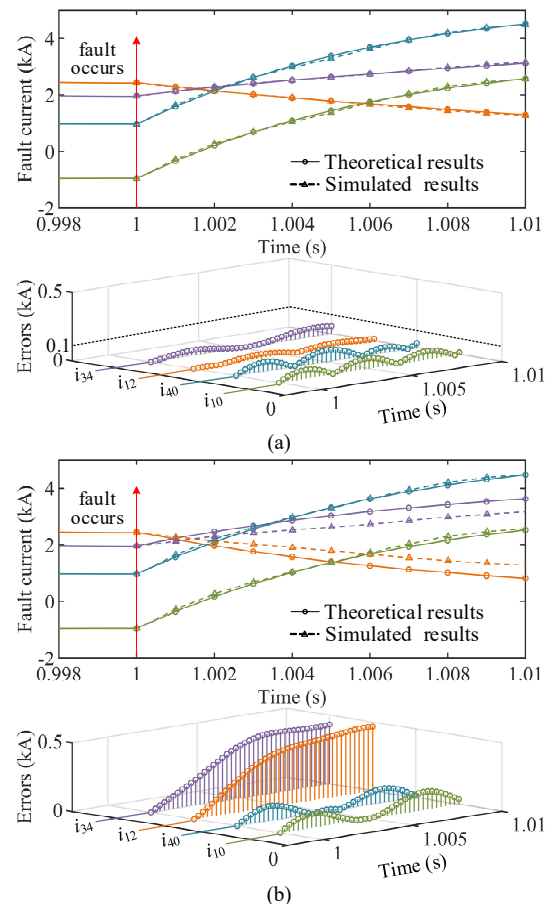 4
2
0
2
Fault current (kA)
fault
occurs
Theoretical results
Simulated results
0.998 1 1.002 1.004 1.006 1.008 1.01
Time (s)
0.5
0.1
0
Errors (kA)
i34
i12
i40
i10
0
1
1.005
1.01
Time (s)
(a)
4
2
0
2
Fault current (kA)
fault
occurs
Theoretical results
Simulated results
0.998 1 1.002 1.004 1.006 1.008 1.01
Time (s)
0.5
0
Errors (kA)
i34
i12
i40
i10
0
1
1.005
1.01
Time (s)
(b)